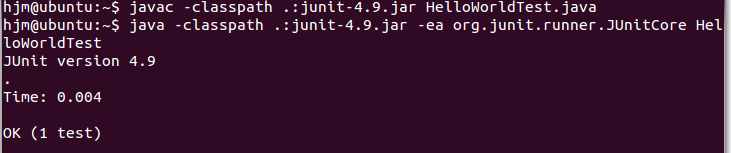 hjm@ubuntu:~$ javac -classpath .:junit-4.9.jar HelloWorldTest.java
hjm@ubuntu:~$ java -classpath .:junit-4.9.jar -ea org.junit.runner.JUnitCore Hel
loWorldTest
JUnit version 4.9
.
Time: 0.004
OK (1 test)